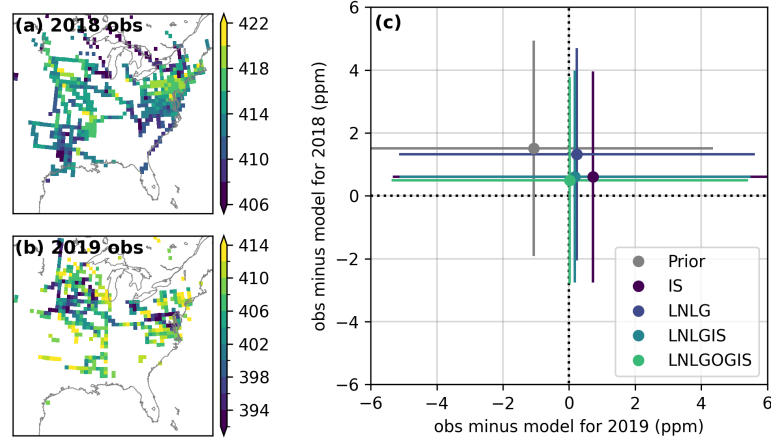 (a) 2018 obs
422
418
414
410
406
(b) 2019 obs
414
410
406
402
398
394
(c)
obs minus model for 2018 (ppm)
6
4
2
0
−2
−4
−6
Prior
IS
LNLG
LNLGIS
LNLGOGIS
−6 −4 −2 0 2 4 6
obs minus model for 2019 (ppm)